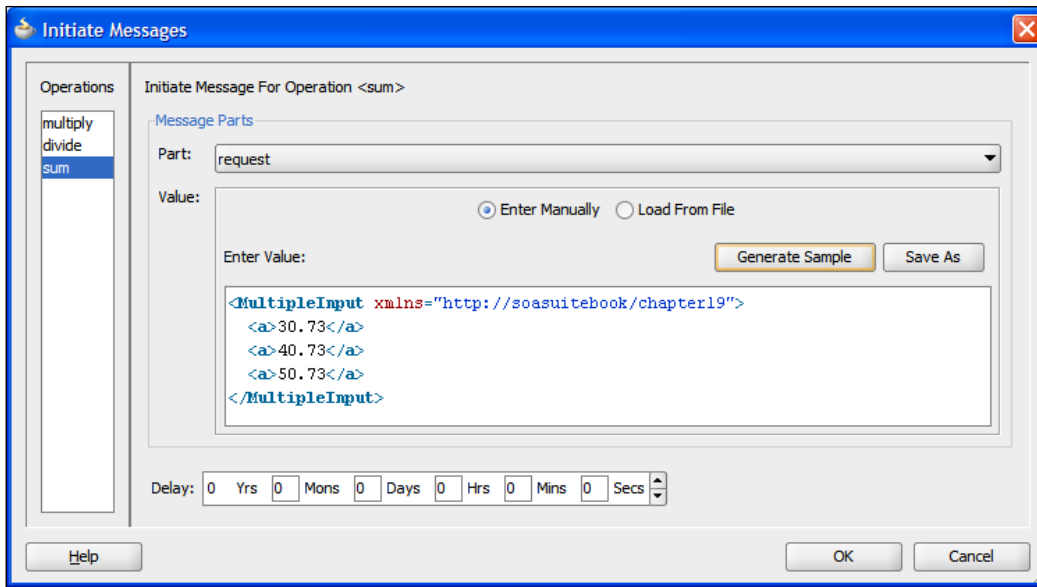 Initiate Messages
Operations
multiply
divide
sum
Initiate Message For Operation <sum>
Message Parts
Part: request
Value: Enter Manually Load From File
Enter Value: Generate Sample Save As
<MultipleInput xmlns="http://soasuitebook/chapter19">
<a>30.73</a>
<a>40.73</a>
<a>50.73</a>
</MultipleInput>
Delay: 0 Yrs 0 Mons 0 Days 0 Hrs 0 Mins 0 Secs
Help OK Cancel